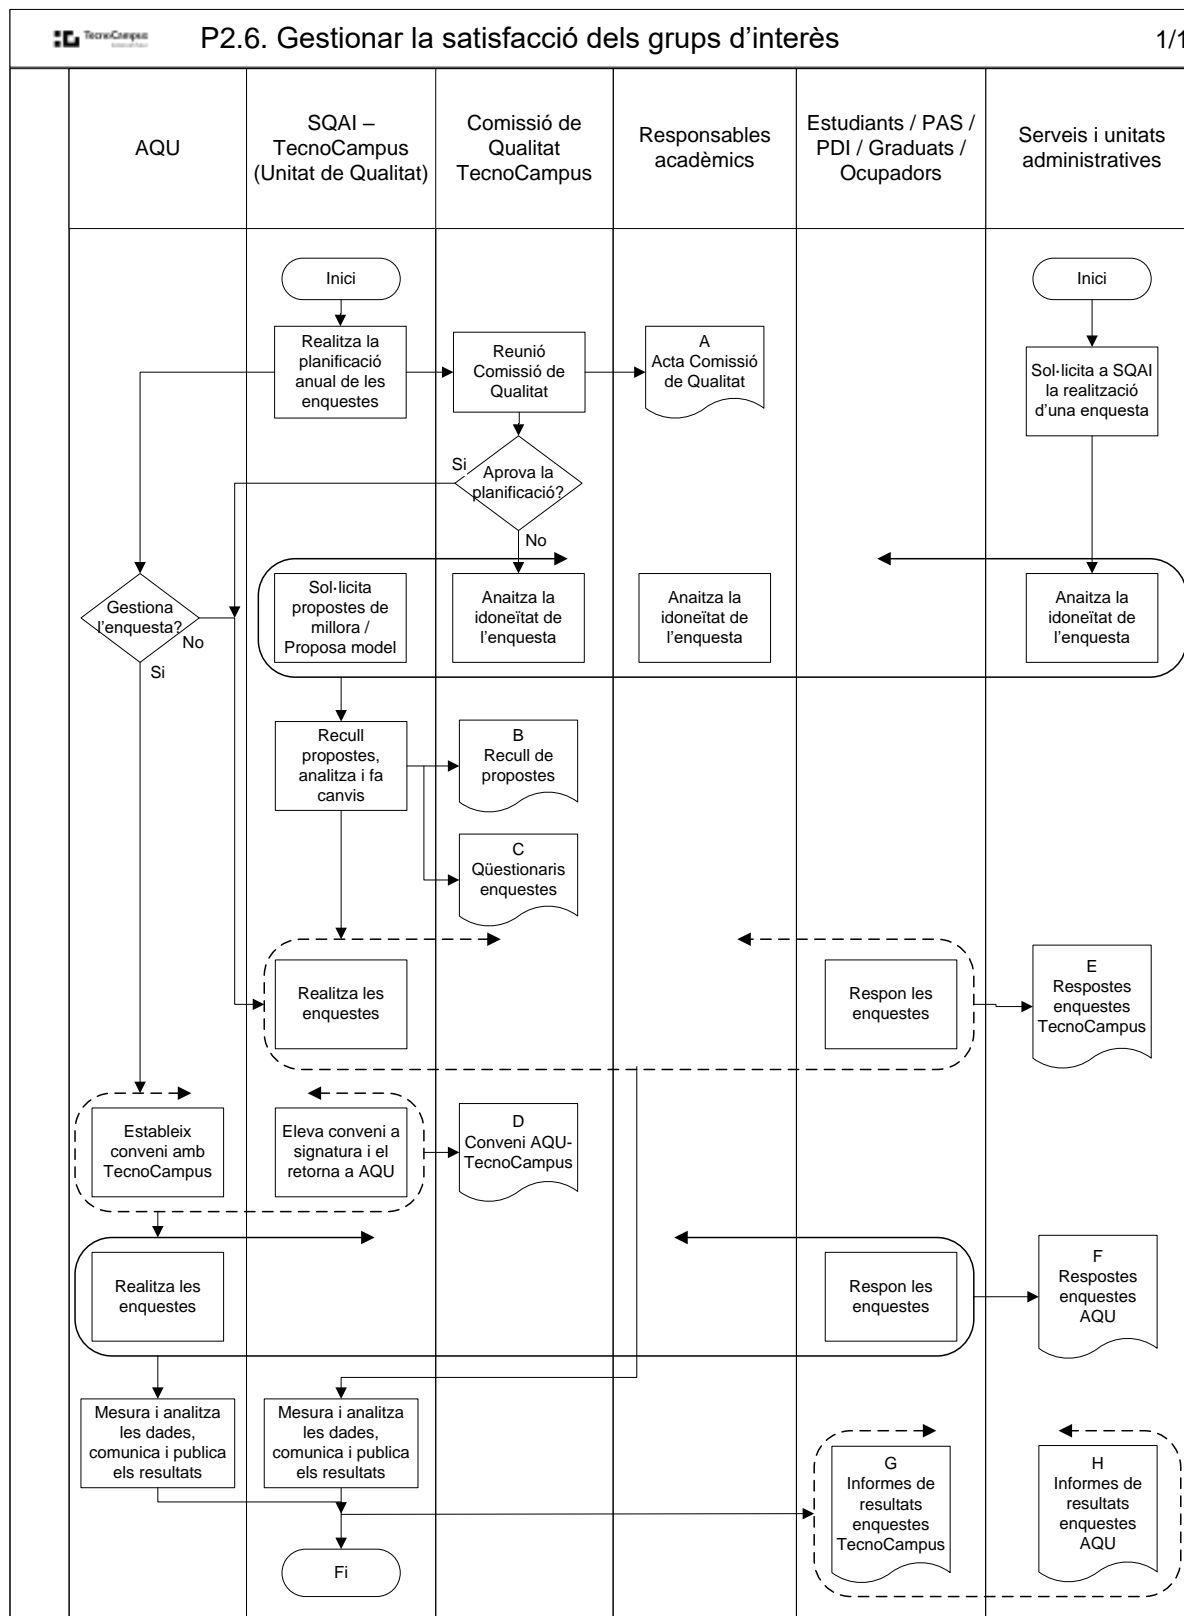 TecnoCampus
P2.6. Gestionar la satisfacció dels grups d'interès
1/1
AQU
SQAI –
TecnoCampus
(Unitat de Qualitat)
Comissió de
Qualitat
TecnoCampus
Responsables
acadèmics
Estudiants / PAS /
PDI / Graduats /
Ocupadors
Serveis i unitats
administratives
Inici
Inici
Realitza la
planificació
anual de les
enquestes
Reunió
Comissió de
Qualitat
A
Acta Comissió
de Qualitat
Sol·licita a SQAI
la realització
d'una enquesta
Si
Aprova la
planificació?
No
Gestiona
l'enquesta?
No
Si
Sol·licita
propostes de
millora /
Proposa model
Anaitza la
idoneïtat de
l'enquesta
Anaitza la
idoneïtat de
l'enquesta
Anaitza la
idoneïtat de
l'enquesta
Recull
propostes,
analitza i fa
canvis
B
Recull de
propostes
C
Qüestionaris
enquestes
Realitza les
enquestes
Respon les
enquestes
E
Respostes
enquestes
TecnoCampus
Estableix
conveni amb
TecnoCampus
Eleva conveni a
signatura i el
retorna a AQU
D
Conveni AQU-
TecnoCampus
Realitza les
enquestes
Respon les
enquestes
F
Respostes
enquestes
AQU
Mesura i analitza
les dades,
comunica i publica
els resultats
Mesura i analitza
les dades,
comunica i publica
els resultats
G
Informes de
resultats
enquestes
TecnoCampus
H
Informes de
resultats
enquestes
AQU
Fi